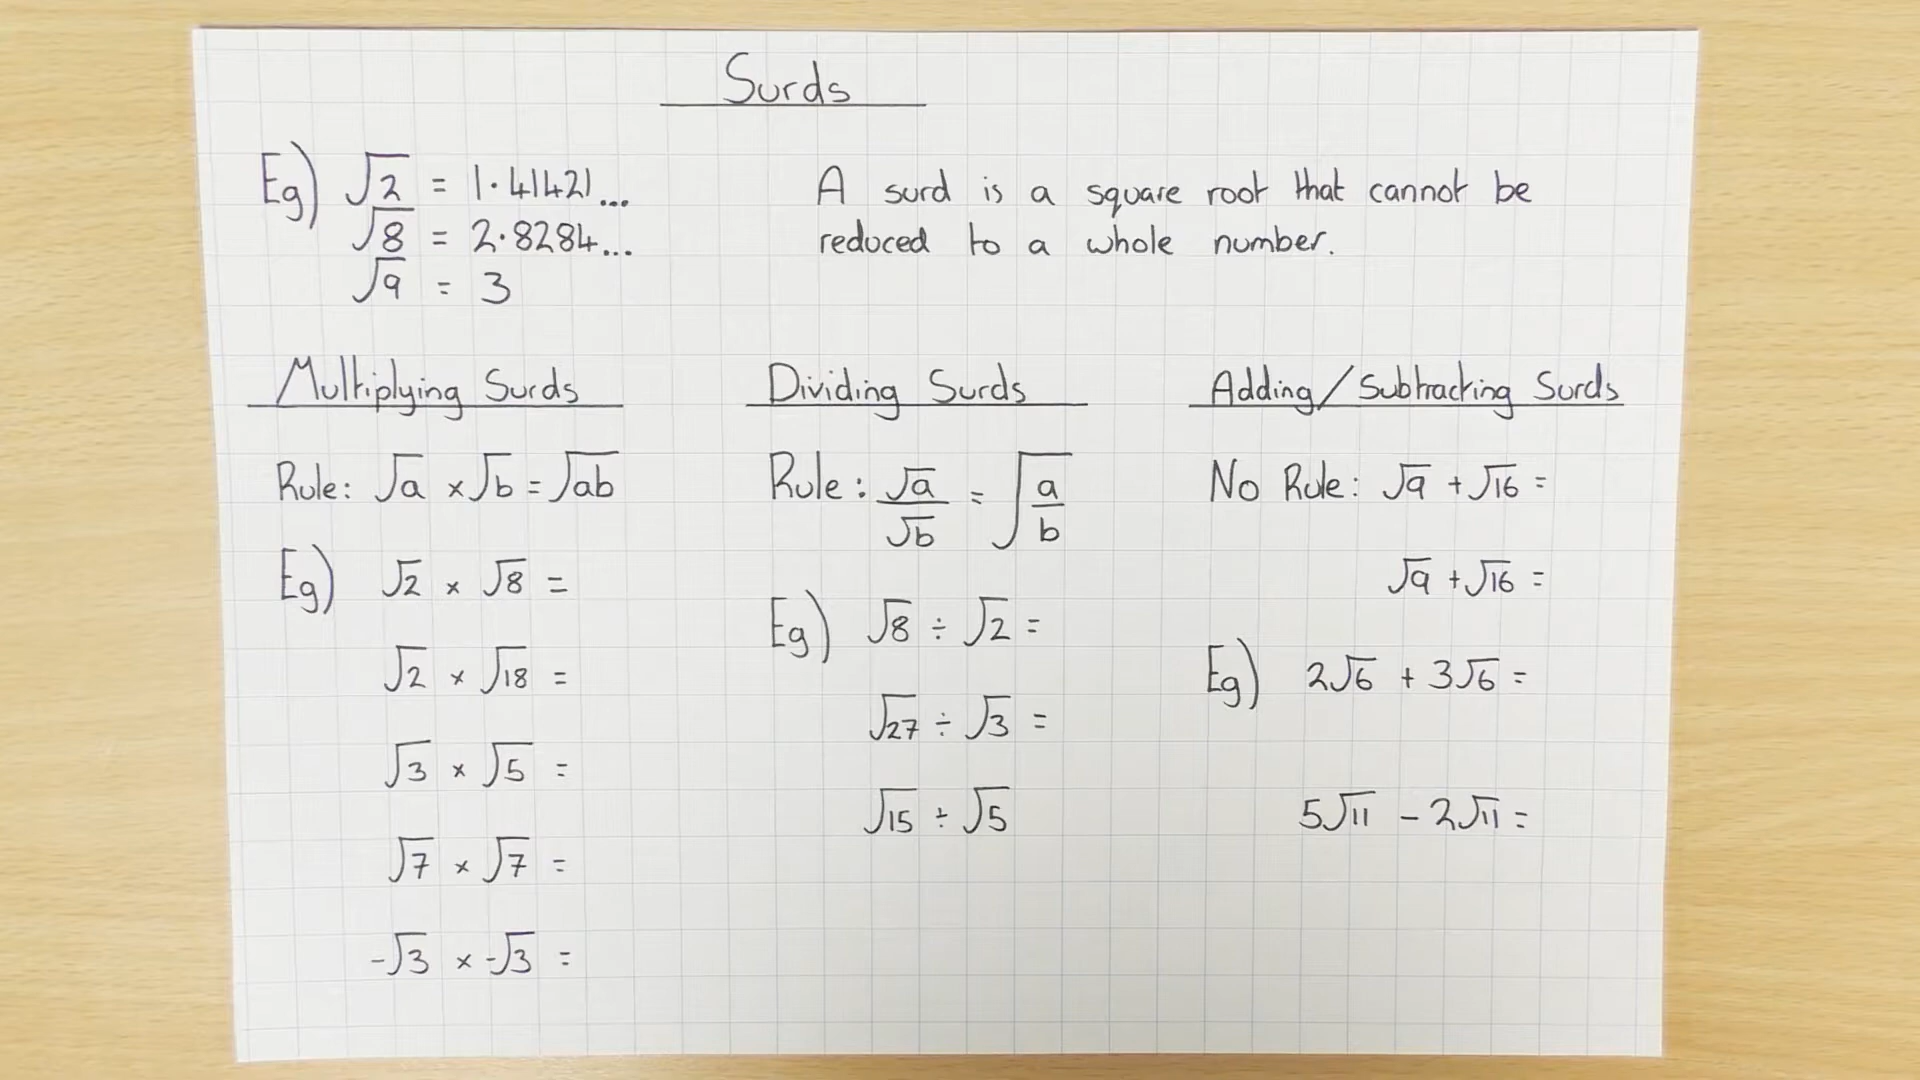 Surds
Eg) √2 = 1.41421...
√8 = 2.8284...
√9 = 3
A surd is a square root that cannot be
reduced to a whole number.
Multiplying Surds
Rule: √a × √b = √ab
Eg) √2 × √8 =
√2 × √18 =
√3 × √5 =
√7 × √7 =
-√3 × -√3 =
Dividing Surds
Rule: √a/√b = √(a/b)
Eg) √8 ÷ √2 =
√27 ÷ √3 =
√15 ÷ √5
Adding/Subtracting Surds
No Rule: √9 + √16 =
√9 + √16 =
Eg) 2√6 + 3√6 =
5√11 - 2√11 =